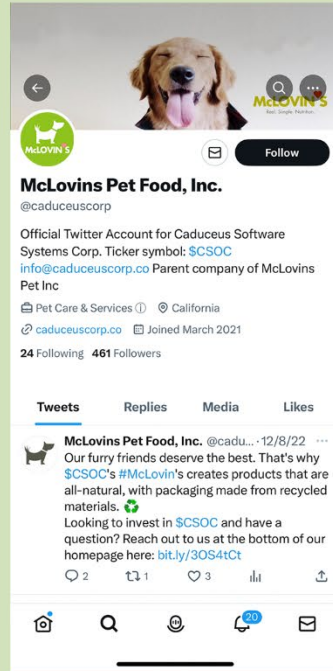 McLOVIN'S
Best. Single. Nutrition.
McLOVIN'S
Follow
McLovins Pet Food, Inc.
@caduceuscorp
Official Twitter Account for Caduceus Software
Systems Corp. Ticker symbol: $CSOC
info@caduceuscorp.co Parent company of McLovins
Pet Inc
Pet Care & Services California
caduceuscorp.co Joined March 2021
24 Following 461 Followers
Tweets Replies Media Likes
McLovins Pet Food, Inc. @cadu... · 12/8/22
Our furry friends deserve the best. That's why
$CSOC's #McLovin's creates products that are
all-natural, with packaging made from recycled
materials. ♻️
Looking to invest in $CSOC and have a
question? Reach out to us at the bottom of our
homepage here: bit.ly/3OS4tCt
2 1 3
20